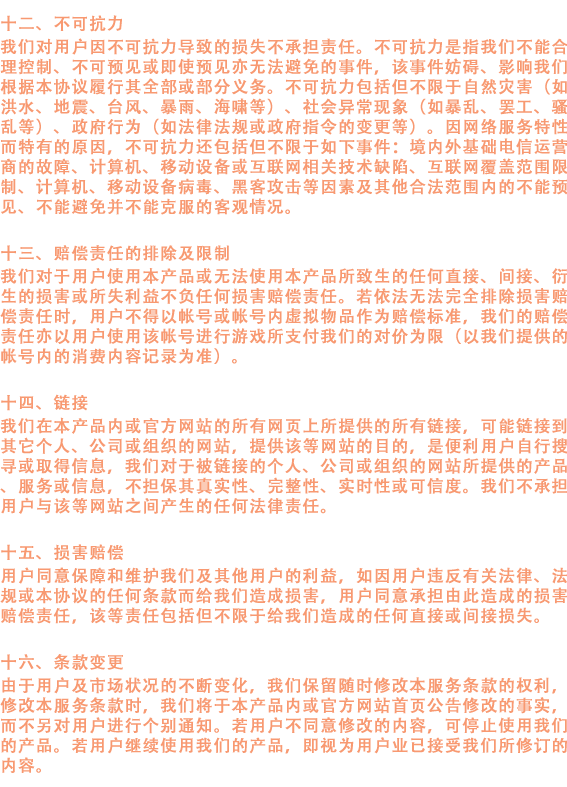 十二、不可抗力
我们对用户因不可抗力导致的损失不承担责任。不可抗力是指我们不能合
理控制、不可预见或即使预见亦无法避免的事件，该事件妨碍、影响我们
根据本协议履行其全部或部分义务。不可抗力包括但不限于自然灾害（如
洪水、地震、台风、暴雨、海啸等）、社会异常现象（如暴乱、罢工、骚
乱等）、政府行为（如法律法规或政府指令的变更等）。因网络服务特性
而特有的原因，不可抗力还包括但不限于如下事件：境内外基础电信运营
商的故障、计算机、移动设备或互联网相关技术缺陷、互联网覆盖范围限
制、计算机、移动设备病毒、黑客攻击等因素及其他合法范围内的不能预
见、不能避免并不能克服的客观情况。
十三、赔偿责任的排除及限制
我们对于用户使用本产品或无法使用本产品所致生的任何直接、间接、衍
生的损害或所失利益不负任何损害赔偿责任。若依法无法完全排除损害赔
偿责任时，用户不得以帐号或帐号内虚拟物品作为赔偿标准，我们的赔偿
责任亦以用户使用该帐号进行游戏所支付我们的对价为限（以我们提供的
帐号内的消费内容记录为准）。
十四、链接
我们在本产品内或官方网站的所有网页上所提供的所有链接，可能链接到
其它个人、公司或组织的网站，提供该等网站的目的，是便利用户自行搜
寻或取得信息，我们对于被链接的个人、公司或组织的网站所提供的产品
、服务或信息，不担保其真实性、完整性、实时性或可信度。我们不承担
用户与该等网站之间产生的任何法律责任。
十五、损害赔偿
用户同意保障和维护我们及其他用户的利益，如因用户违反有关法律、法
规或本协议的任何条款而给我们造成损害，用户同意承担由此造成的损害
赔偿责任，该等责任包括但不限于给我们造成的任何直接或间接损失。
十六、条款变更
由于用户及市场状况的不断变化，我们保留随时修改本服务条款的权利，
修改本服务条款时，我们将于本产品内或官方网站首页公告修改的事实，
而不另对用户进行个别通知。若用户不同意修改的内容，可停止使用我们
的产品。若用户继续使用我们的产品，即视为用户业已接受我们所修订的
内容。